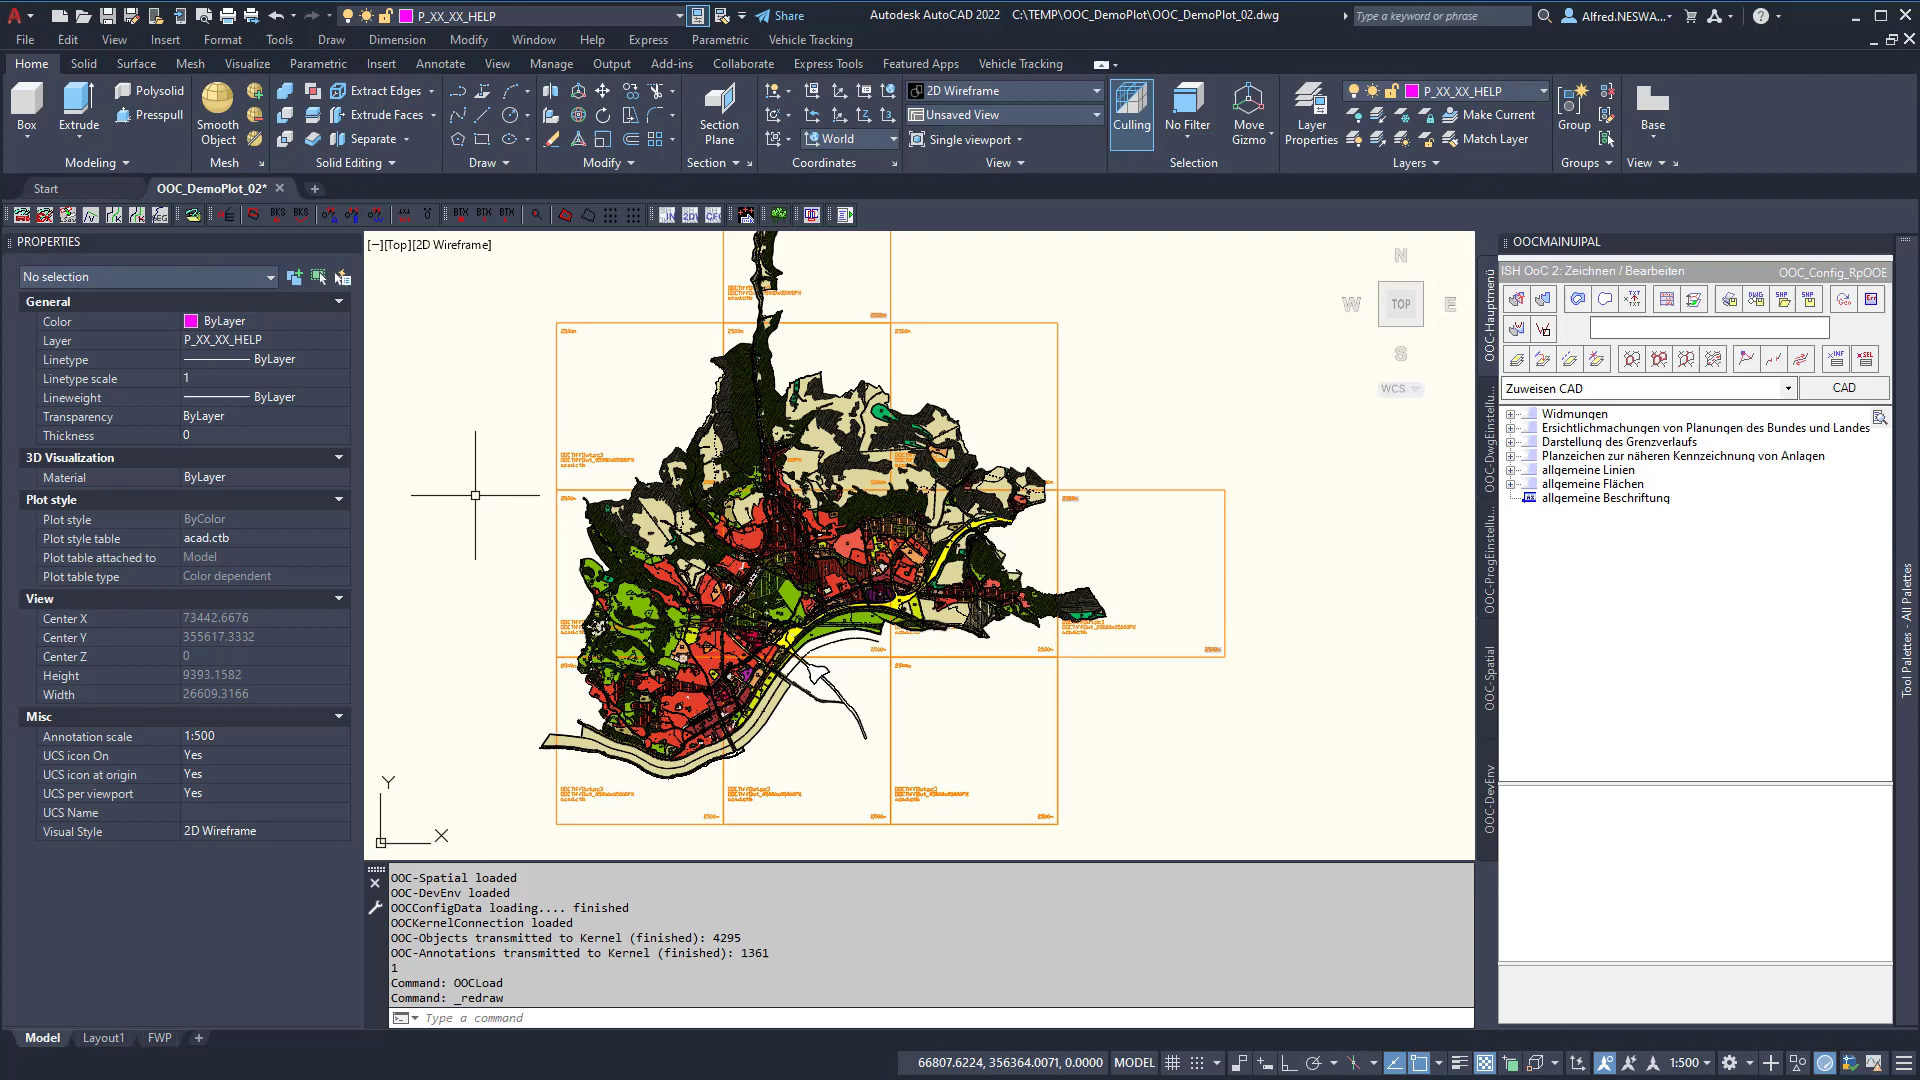 P_XX_XX_HELP
Share
Autodesk AutoCAD 2022 C:\TEMP\OOC_DemoPlot\OOC_DemoPlot_02.dwg
Type a keyword or phrase
Alfred.NESWA...
File Edit View Insert Format Tools Draw Dimension Modify Window Help Express Parametric Vehicle Tracking
Home Solid Surface Mesh Visualize Parametric Insert Annotate View Manage Output Add-ins Collaborate Express Tools Featured Apps Vehicle Tracking
Box
Extrude
Polysolid
Presspull
Modeling
Smooth Object
Mesh
Extract Edges
Extrude Faces
Separate
Solid Editing
Draw
Modify
Section Plane
Section
World
Coordinates
2D Wireframe
Unsaved View
Single viewport
View
Culling
No Filter
Move Gizmo
Selection
Layer Properties
P_XX_XX_HELP
Make Current
Match Layer
Layers
Group
Groups
Base
View
Start
OOC_DemoPlot_02*
PROPERTIES
No selection
General
Color ByLayer
Layer P_XX_XX_HELP
Linetype ByLayer
Linetype scale 1
Lineweight ByLayer
Transparency ByLayer
Thickness 0
3D Visualization
Material ByLayer
Plot style
Plot style ByColor
Plot style table acad.ctb
Plot table attached to Model
Plot table type Color dependent
View
Center X 73442.6676
Center Y 355617.3332
Center Z 0
Height 9393.1582
Width 26609.3166
Misc
Annotation scale 1:500
UCS icon On Yes
UCS icon at origin Yes
UCS per viewport Yes
UCS Name
Visual Style 2D Wireframe
[−][Top][2D Wireframe]
N
W TOP E
S
WCS
Y
X
OOC-Spatial loaded
OOC-DevEnv loaded
OOCConfigData loading.... finished
OOCKernelConnection loaded
OOC-Objects transmitted to Kernel (finished): 4295
OOC-Annotations transmitted to Kernel (finished): 1361
1
Command: OOCLoad
Command: _redraw
Type a command
Model Layout1 FWP
OOCMAINUIPAL
ISH OoC 2: Zeichnen / Bearbeiten OOC_Config_RpOOE
Zuweisen CAD
CAD
Widmungen
Ersichtlichmachungen von Planungen des Bundes und Landes
Darstellung des Grenzverlaufs
Planzeichen zur näheren Kennzeichnung von Anlagen
allgemeine Linien
allgemeine Flächen
allgemeine Beschriftung
OOC-Hauptmenü
OOC-DwgEinstellu...
OOC-ProgEinstellu...
OOC-Spatial
OOC-DevEnv
Tool Palettes - All Palettes
66807.6224, 356364.0071, 0.0000 MODEL
1:500